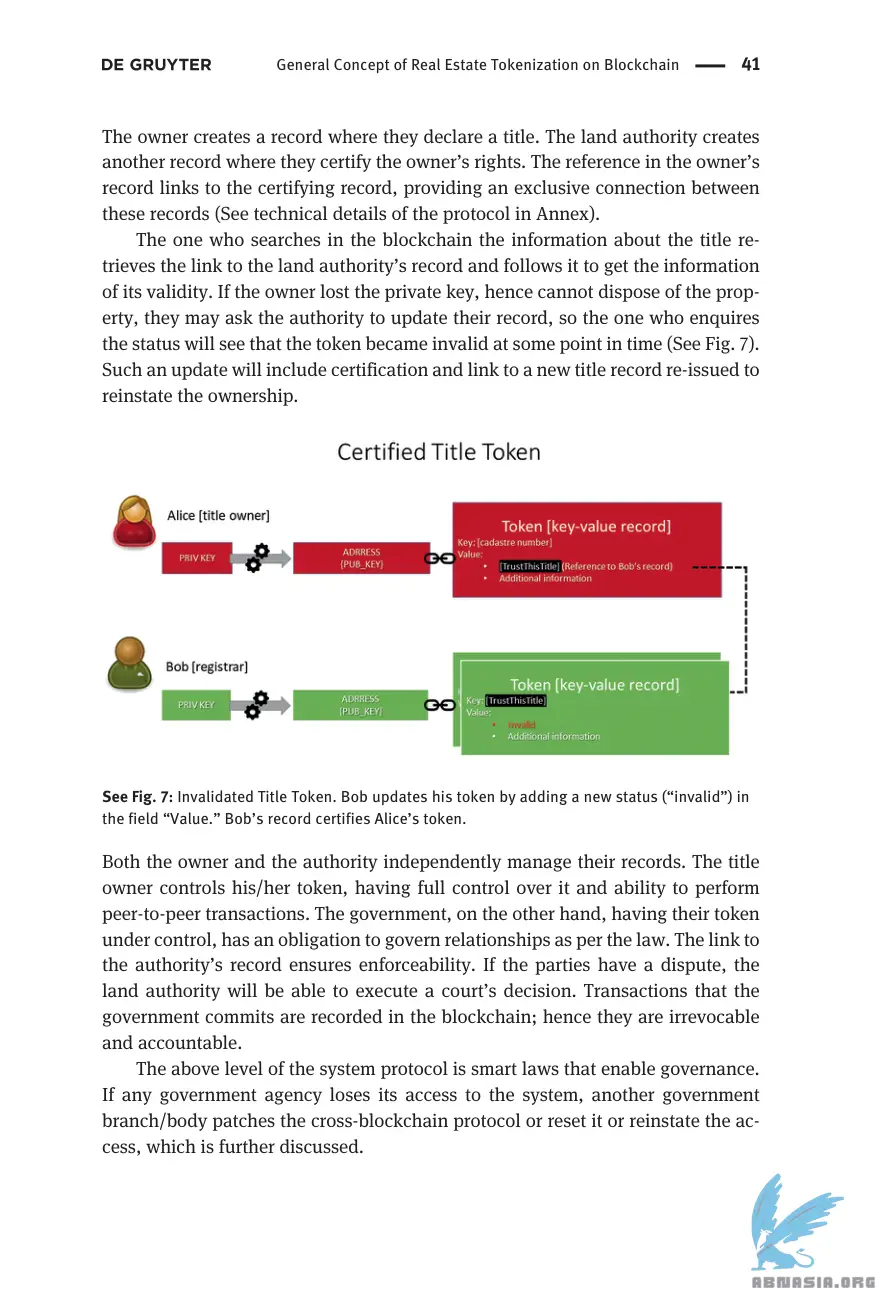 DE GRUYTER General Concept of Real Estate Tokenization on Blockchain — 41
The owner creates a record where they declare a title. The land authority creates
another record where they certify the owner’s rights. The reference in the owner’s
record links to the certifying record, providing an exclusive connection between
these records (See technical details of the protocol in Annex).
The one who searches in the blockchain the information about the title re-
trieves the link to the land authority’s record and follows it to get the information
of its validity. If the owner lost the private key, hence cannot dispose of the prop-
erty, they may ask the authority to update their record, so the one who enquires
the status will see that the token became invalid at some point in time (See Fig. 7).
Such an update will include certification and link to a new title record re-issued to
reinstate the ownership.
Certified Title Token
Alice [title owner]
PRIV KEY
ADRRESS
{PUB_KEY}
Token [key-value record]
Key: [cadastre number]
Value:
• [TrustThisTitle] (Reference to Bob’s record)
• Additional information
Bob [registrar]
PRIV KEY
ADRRESS
{PUB_KEY}
Token [key-value record]
Key: [TrustThisTitle]
Value:
• Invalid
• Additional information
See Fig. 7: Invalidated Title Token. Bob updates his token by adding a new status (“invalid”) in
the field “Value.” Bob’s record certifies Alice’s token.
Both the owner and the authority independently manage their records. The title
owner controls his/her token, having full control over it and ability to perform
peer-to-peer transactions. The government, on the other hand, having their token
under control, has an obligation to govern relationships as per the law. The link to
the authority’s record ensures enforceability. If the parties have a dispute, the
land authority will be able to execute a court’s decision. Transactions that the
government commits are recorded in the blockchain; hence they are irrevocable
and accountable.
The above level of the system protocol is smart laws that enable governance.
If any government agency loses its access to the system, another government
branch/body patches the cross-blockchain protocol or reset it or reinstate the ac-
cess, which is further discussed.
ABNASIA.ORG